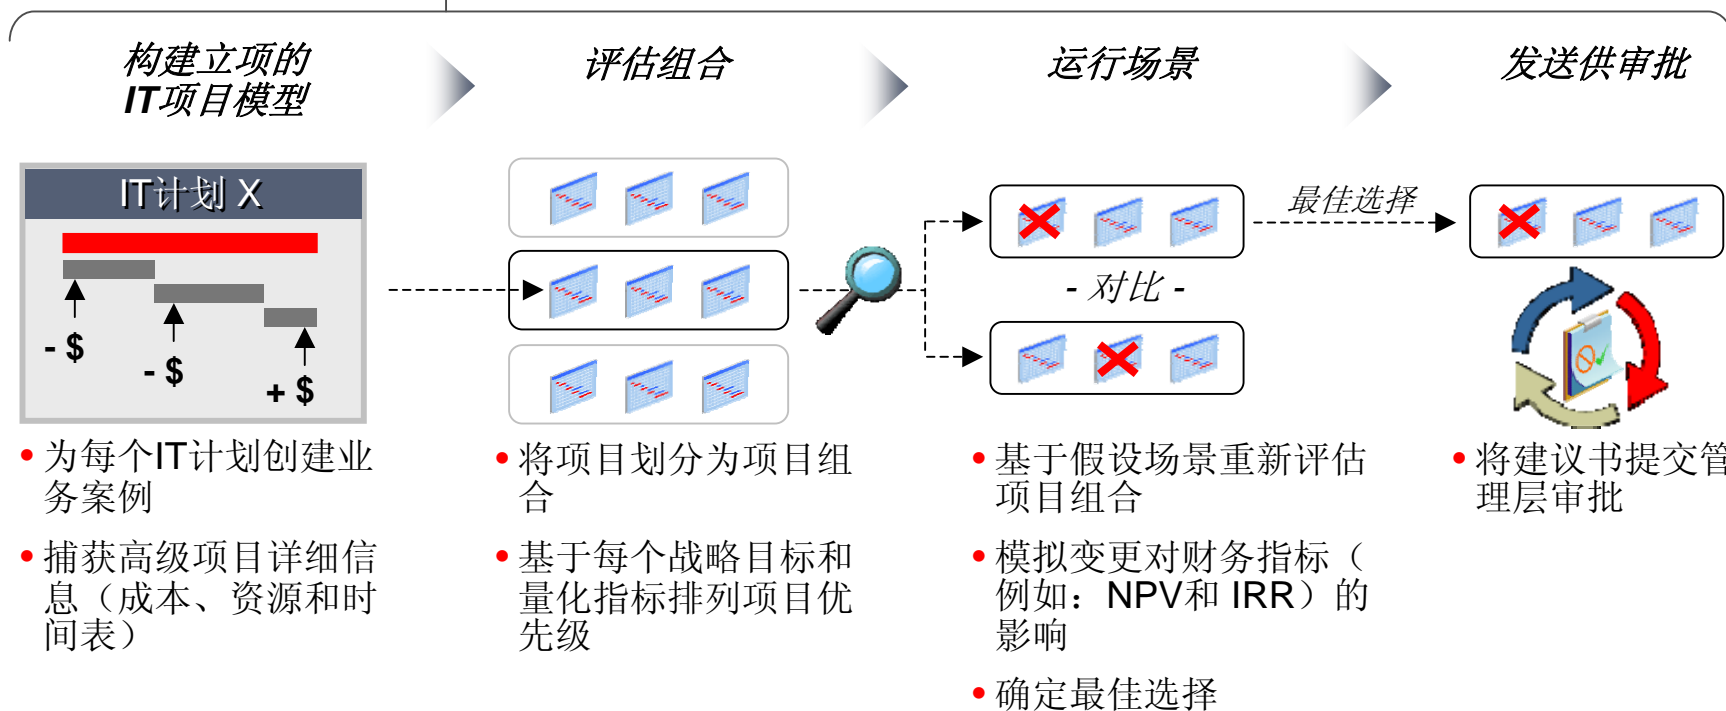 构建立项的
IT项目模型
评估组合
运行场景
发送供审批
IT计划 X
- $
- $
+ $
最佳选择
- 对比 -
•为每个IT计划创建业
务案例
•捕获高级项目详细信
息（成本、资源和时
间表）
•将项目划分为项目组
合
•基于每个战略目标和
量化指标排列项目优
先级
•基于假设场景重新评估
项目组合
•模拟变更对财务指标（
例如：NPV和 IRR）的
影响
•确定最佳选择
•将建议书提交管
理层审批